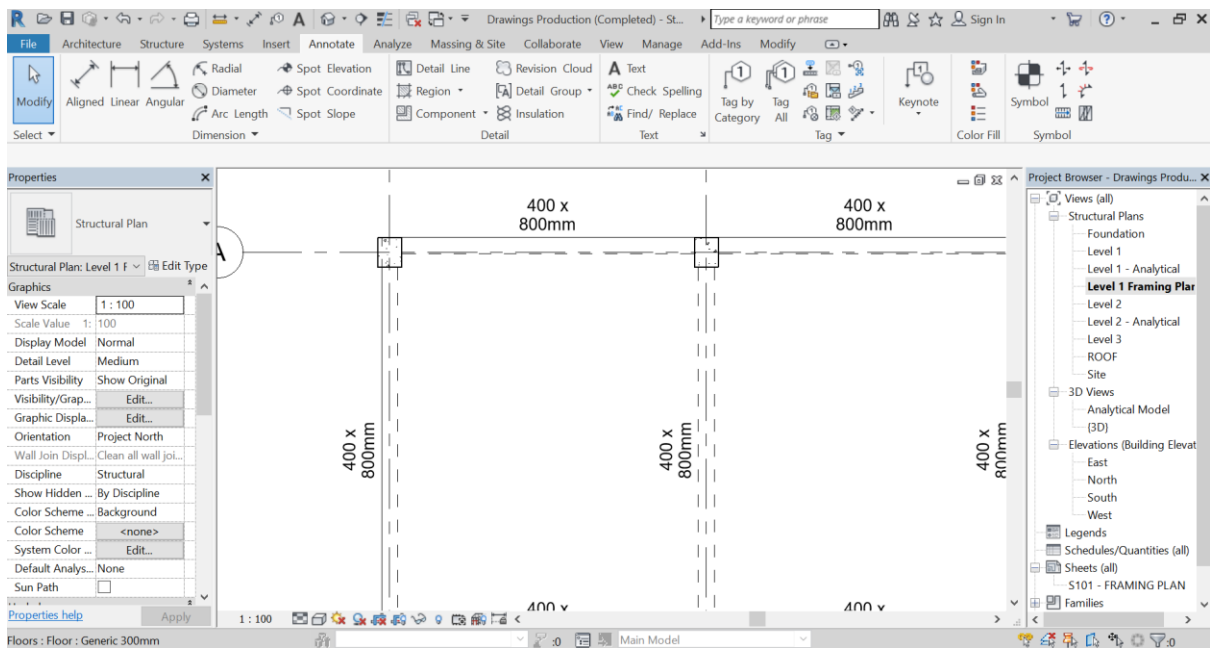 R A Drawings Production (Completed) - St... Type a keyword or phrase Sign In ?
File Architecture Structure Systems Insert Annotate Analyze Massing & Site Collaborate View Manage Add-Ins Modify
Radial Spot Elevation Detail Line Revision Cloud A Text
Diameter Spot Coordinate Region Detail Group ABC Check Spelling
Modify Aligned Linear Angular Arc Length Spot Slope Component Insulation Find/ Replace Tag by Category Tag All Keynote Symbol
Select Dimension Detail Text Tag Color Fill Symbol
Properties
Structural Plan
Structural Plan: Level 1 F Edit Type
Graphics
View Scale 1 : 100
Scale Value 1: 100
Display Model Normal
Detail Level Medium
Parts Visibility Show Original
Visibility/Grap... Edit...
Graphic Displa... Edit...
Orientation Project North
Wall Join Displ... Clean all wall joi...
Discipline Structural
Show Hidden ... By Discipline
Color Scheme ... Background
Color Scheme <none>
System Color ... Edit...
Default Analys... None
Sun Path
Properties help Apply
400 x
800mm
400 x
800mm
A
400 x
800mm
400 x
800mm
400 x
800mm
400 x
400 x
1 : 100
Project Browser - Drawings Produ...
Views (all)
Structural Plans
Foundation
Level 1
Level 1 - Analytical
Level 1 Framing Plan
Level 2
Level 2 - Analytical
Level 3
ROOF
Site
3D Views
Analytical Model
(3D)
Elevations (Building Elevat
East
North
South
West
Legends
Schedules/Quantities (all)
Sheets (all)
S101 - FRAMING PLAN
Families
Floors : Floor : Generic 300mm :0 Main Model :0